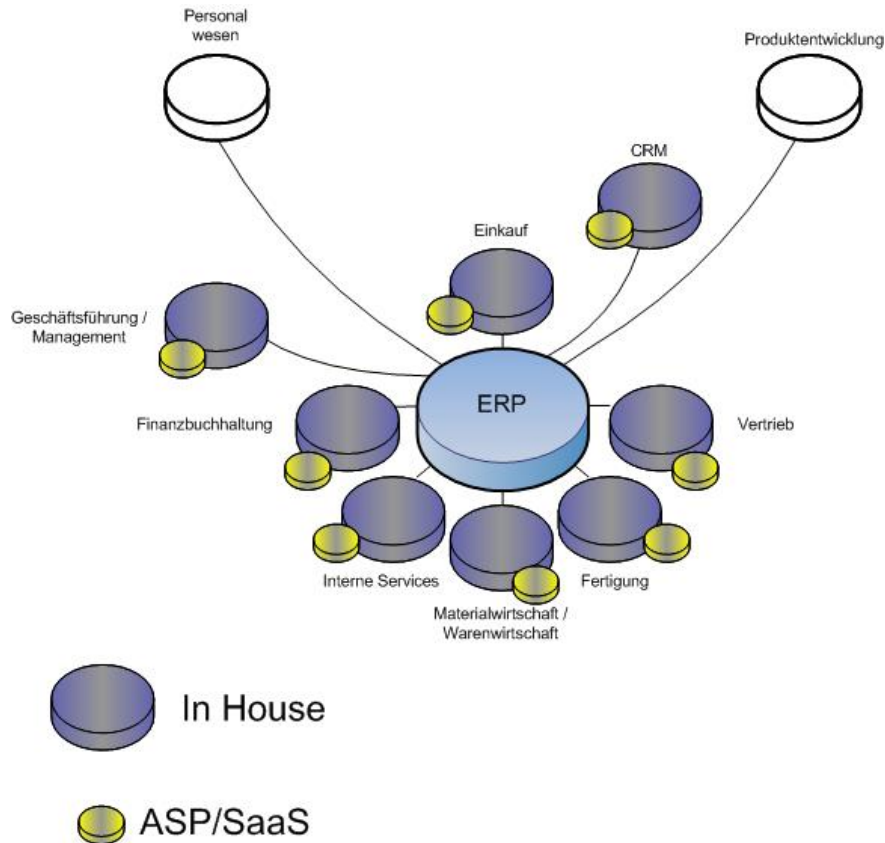 Personal
wesen
Produktentwicklung
CRM
Einkauf
Geschäftsführung /
Management
ERP
Finanzbuchhaltung
Vertrieb
Interne Services
Fertigung
Materialwirtschaft /
Warenwirtschaft
In House
ASP/SaaS